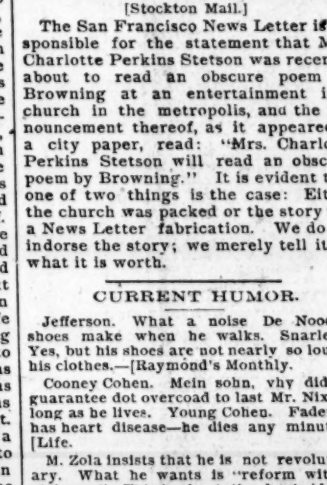 [Stockton Mail.]
The San Francisco News Letter is
sponsible for the statement that M
Charlotte Perkins Stetson was recen
about to read an obscure poem
Browning at an entertainment i
church in the metropolis, and the
nouncement thereof, as it appeared
a city paper, read: "Mrs. Charlo
Perkins Stetson will read an obsc
poem by Browning." It is evident t
one of two things is the case: Eit
the church was packed or the story
a News Letter fabrication. We do
indorse the story; we merely tell it
what it is worth.
CURRENT HUMOR.
Jefferson. What a noise De Nood
shoes make when he walks. Snarle
Yes, but his shoes are not nearly so lou
his clothes.—[Raymond's Monthly.
Cooney Cohen. Mein sohn, vhy did
guarantee dot overcoad to last Mr. Nix
long as he lives. Young Cohen. Fade
has heart disease—he dies any minut
[Life.
M. Zola insists that he is not revolu
ary. What he wants is "reform wit